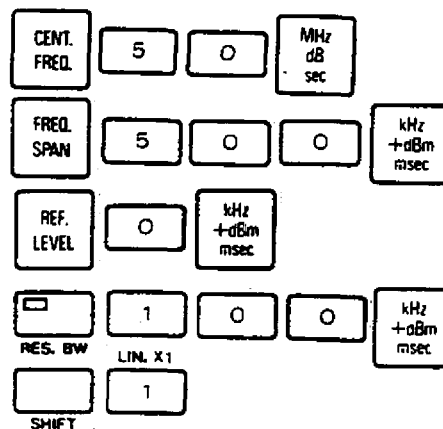 CENT.
FREQ.
5
0
MHz
dB
sec
FREQ.
SPAN
5
0
0
kHz
+dBm
msec
REF.
LEVEL
0
kHz
+dBm
msec
1
0
0
kHz
+dBm
msec
RES. BW
LIN. X1
1
SHIFT